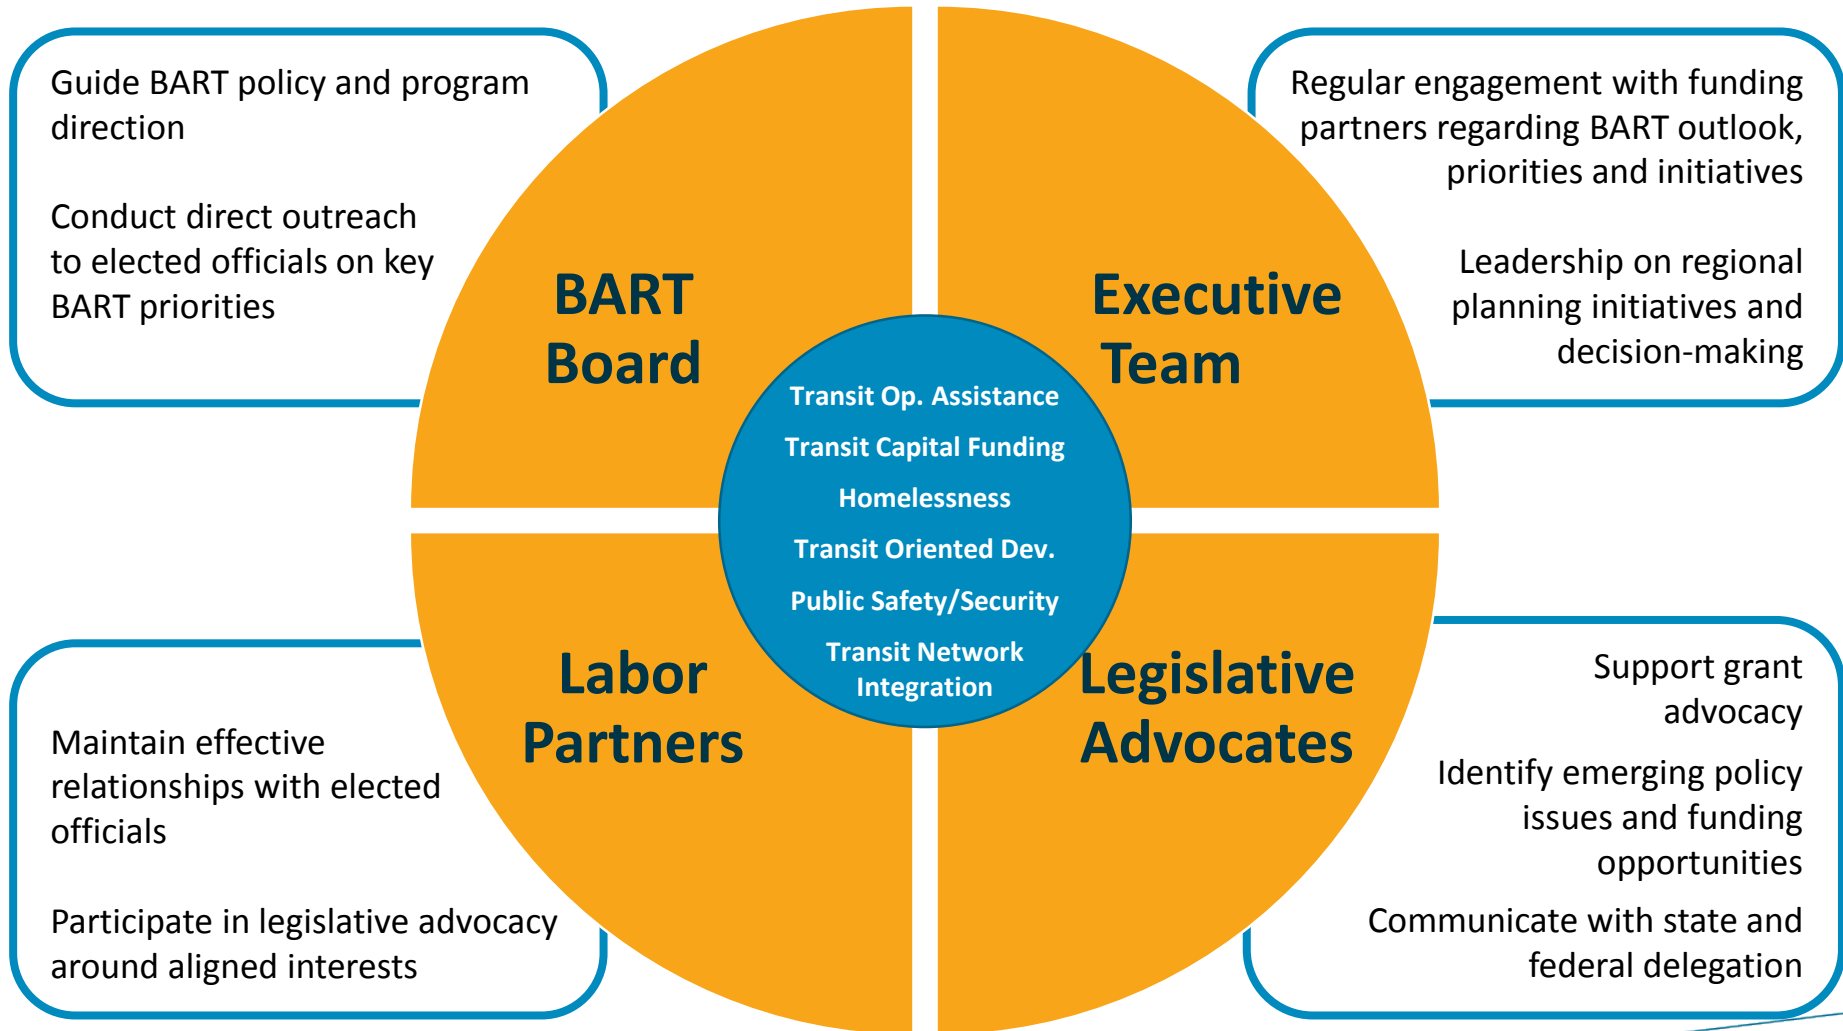 Guide BART policy and program
direction
Conduct direct outreach
to elected officials on key
BART priorities
BART
Board
Regular engagement with funding
partners regarding BART outlook,
priorities and initiatives
Leadership on regional
planning initiatives and
decision-making
Executive
Team
Transit Op. Assistance
Transit Capital Funding
Homelessness
Transit Oriented Dev.
Public Safety/Security
Transit Network
Integration
Labor
Partners
Maintain effective
relationships with elected
officials
Participate in legislative advocacy
around aligned interests
Legislative
Advocates
Support grant
advocacy
Identify emerging policy
issues and funding
opportunities
Communicate with state and
federal delegation